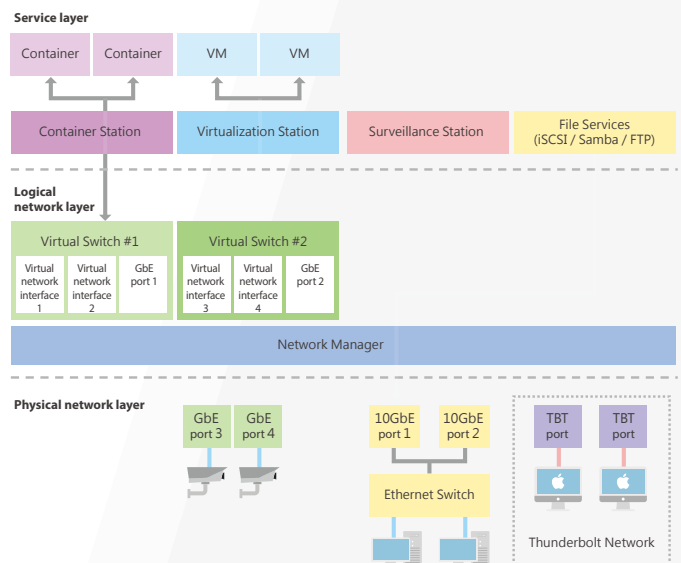 Service layer
Container
Container
VM
VM
Container Station
Virtualization Station
Surveillance Station
File Services
(iSCSI / Samba / FTP)
Logical
network layer
Virtual Switch #1
Virtual Switch #2
Virtual
network
interface
1
Virtual
network
interface
2
GbE
port 1
Virtual
network
interface
3
Virtual
network
interface
4
GbE
port 2
Network Manager
Physical network layer
GbE
port 3
GbE
port 4
10GbE
port 1
10GbE
port 2
TBT
port
TBT
port
Ethernet Switch
Thunderbolt Network